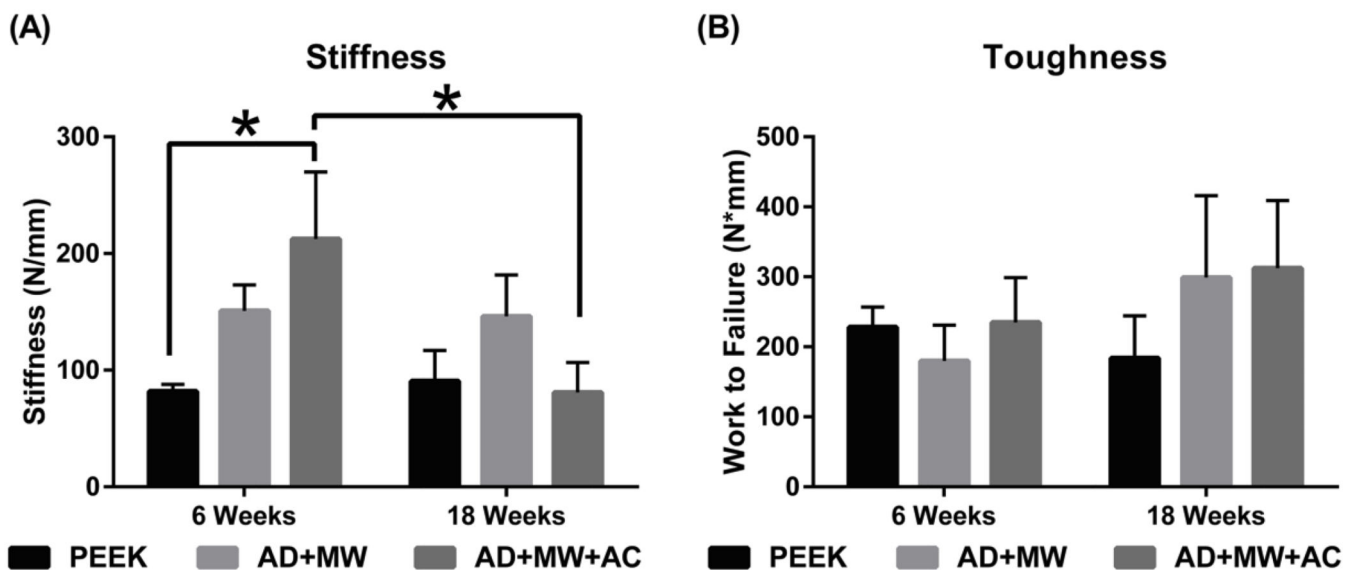 (A)
Stiffness
*
*
Stiffness (N/mm)
300
200
100
0
6 Weeks
18 Weeks
PEEK
AD+MW
AD+MW+AC
(B)
Toughness
Work to Failure (N*mm)
500
400
300
200
100
0
6 Weeks
18 Weeks
PEEK
AD+MW
AD+MW+AC